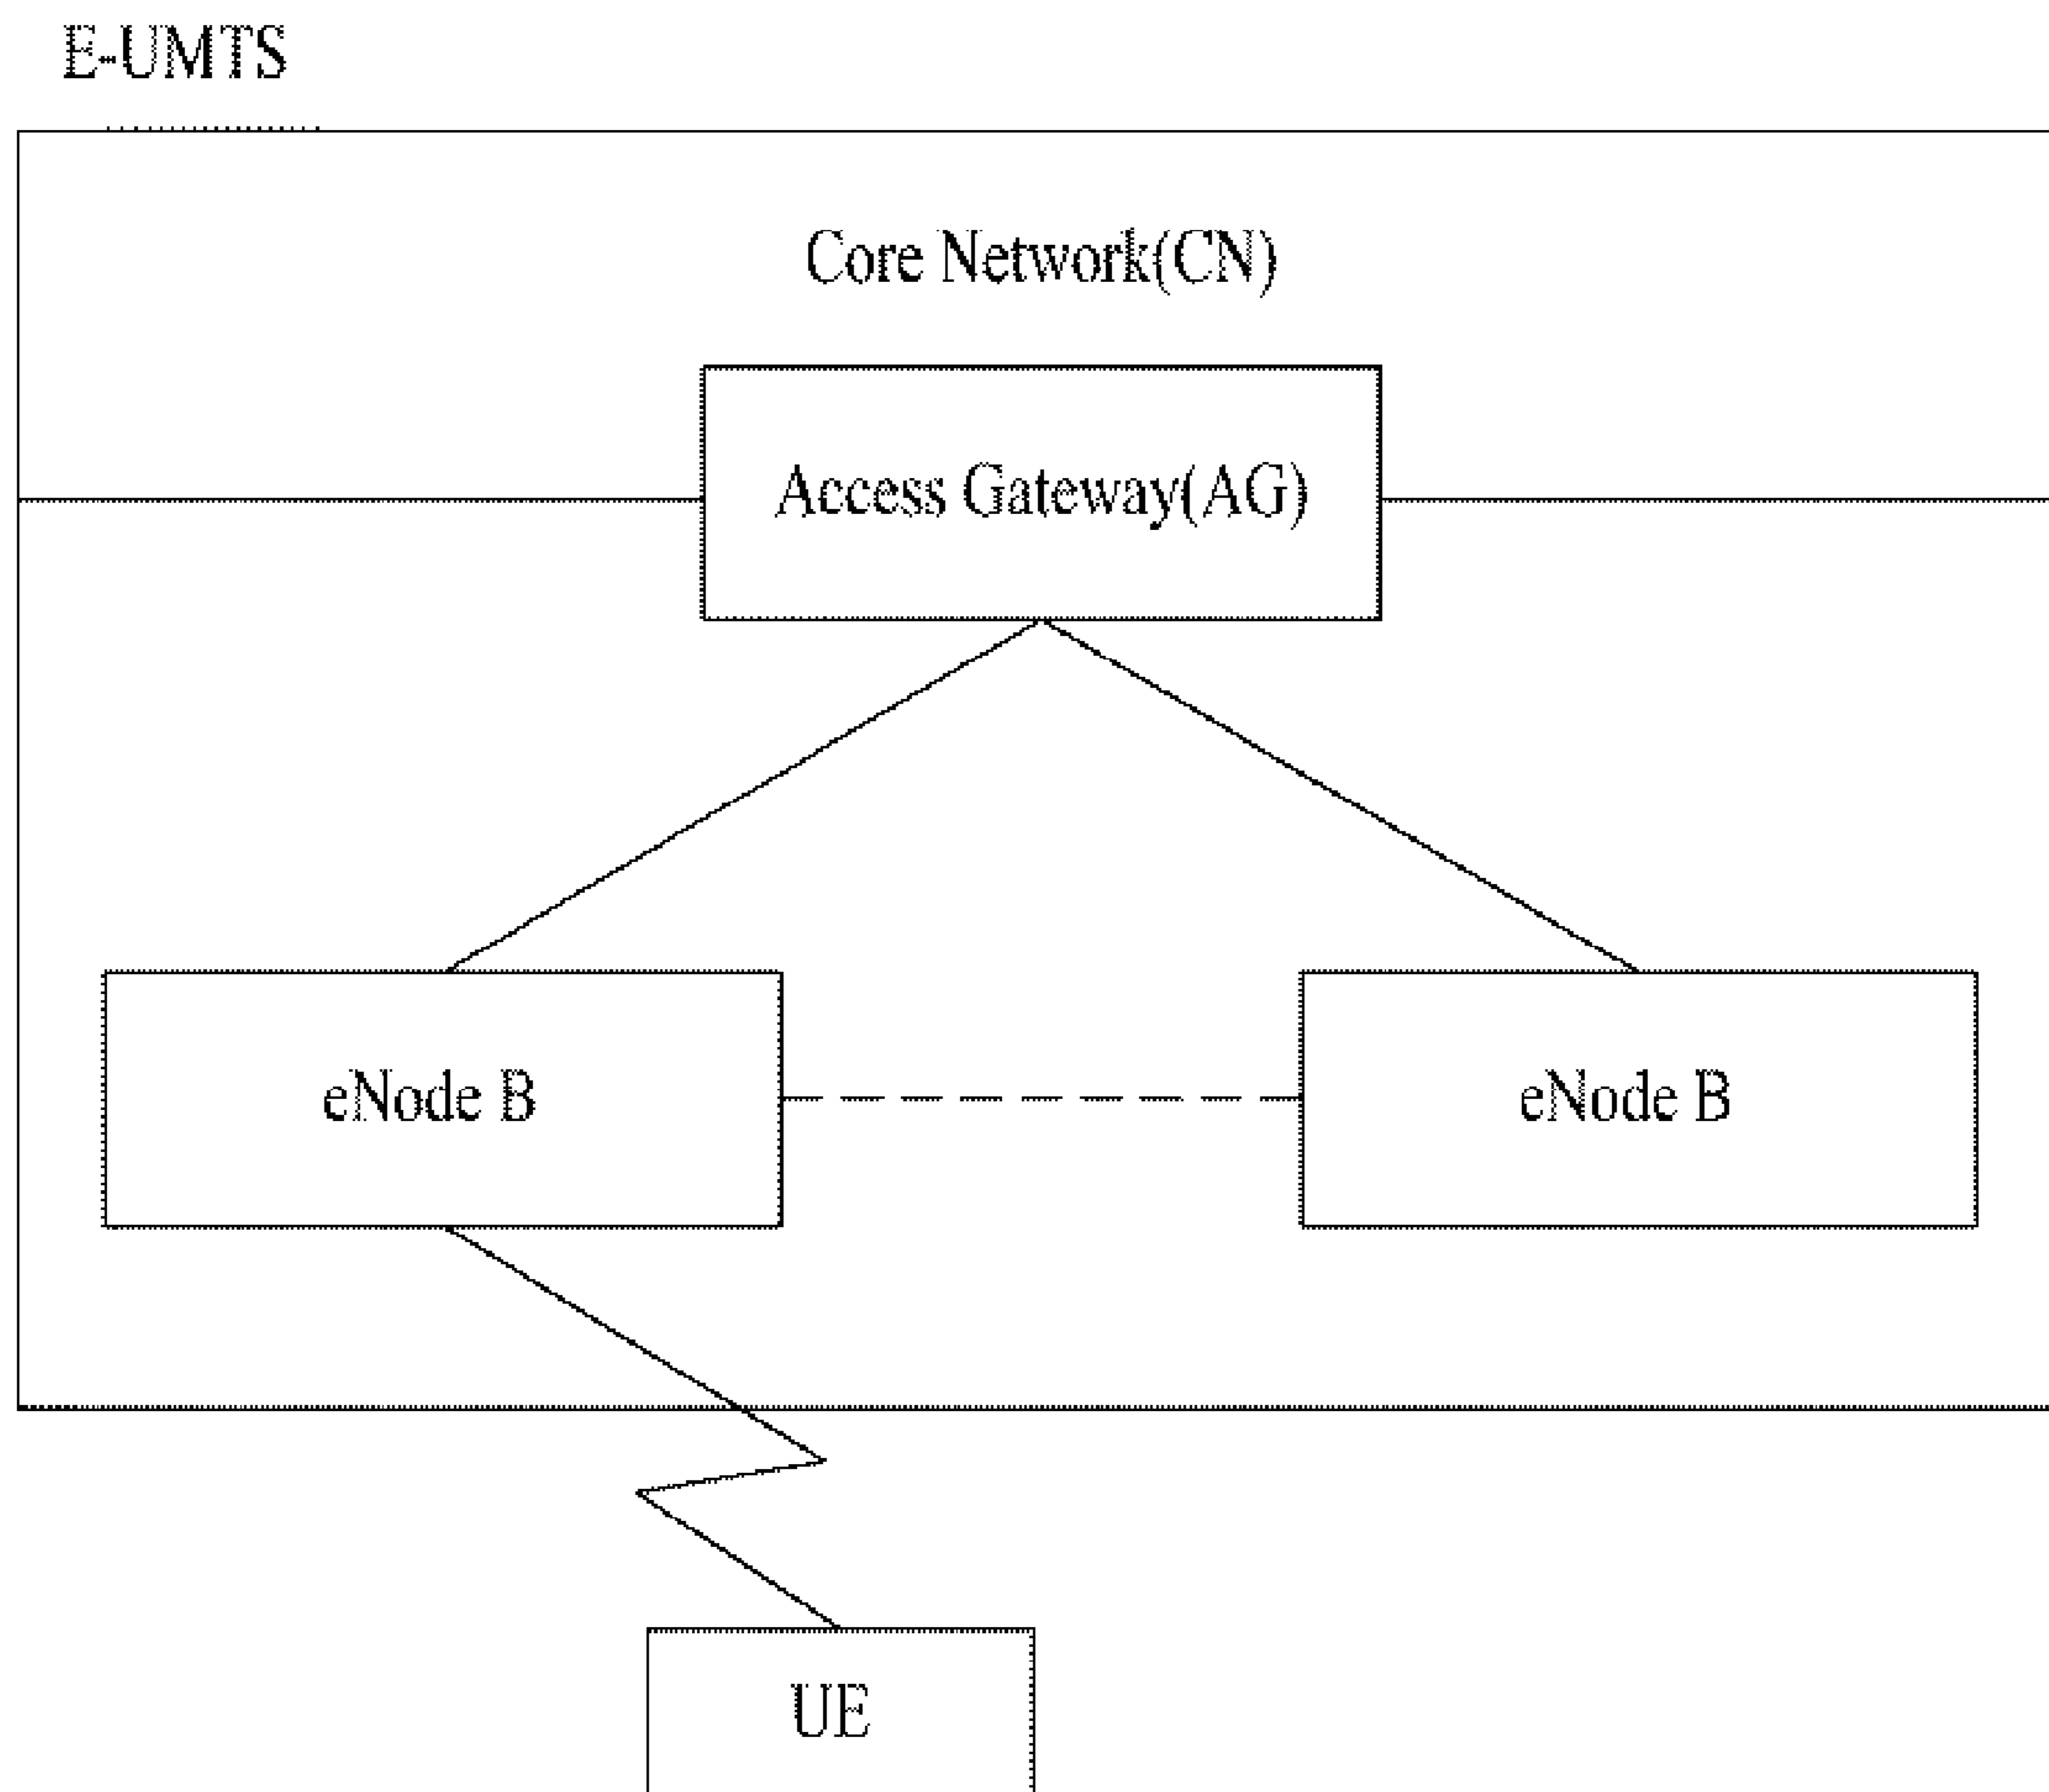 E-UMTS
Core Network(CN)
Access Gateway(AG)
eNode B
eNode B
UE